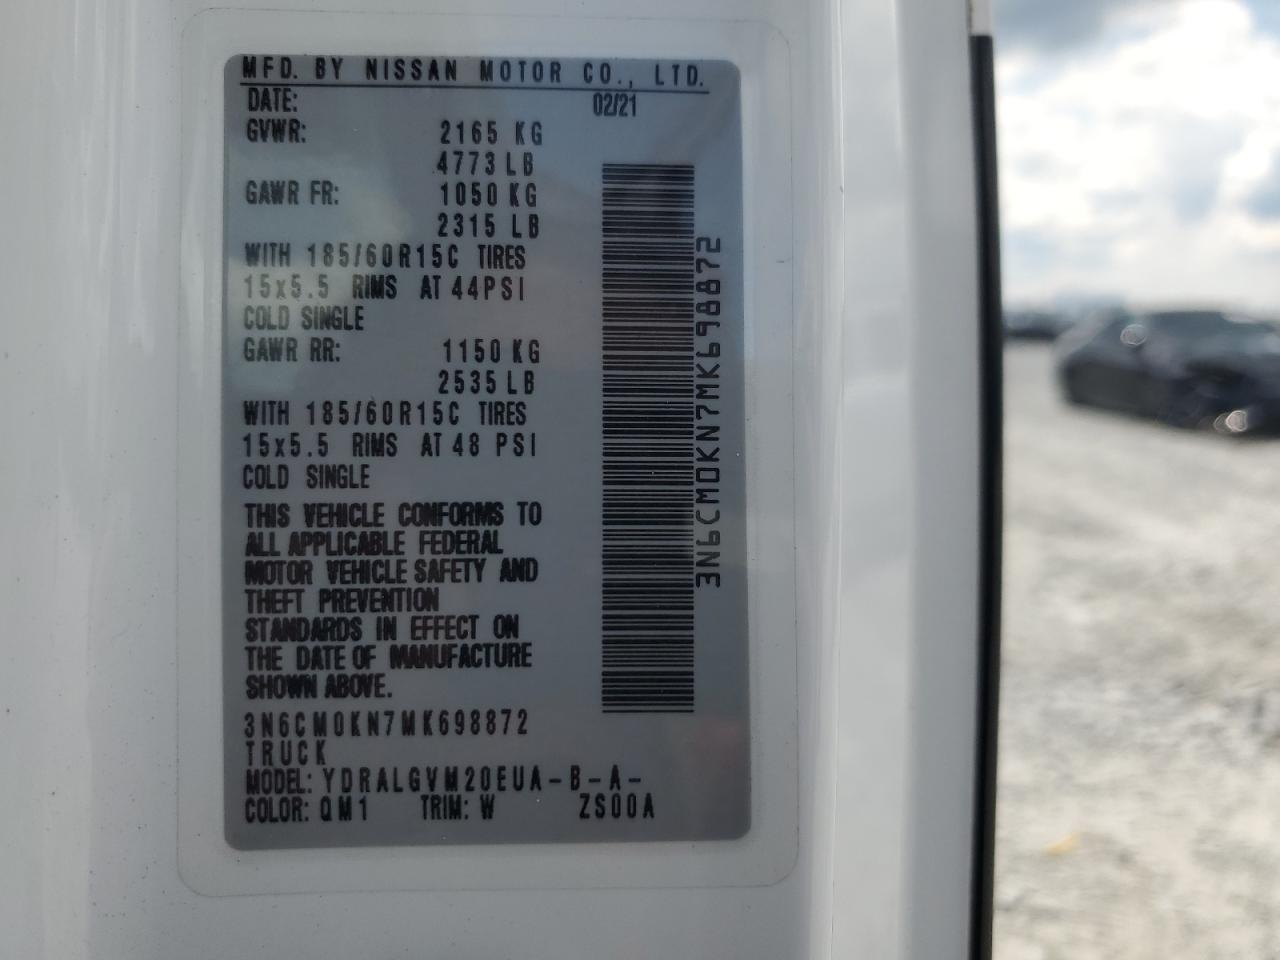 MFD. BY NISSAN MOTOR CO., LTD.
DATE: 02/21
GVWR: 2165 KG
4773 LB
GAWR FR: 1050 KG
2315 LB
WITH 185/60R15C TIRES
15x5.5 RIMS AT 44PSI
COLD SINGLE
GAWR RR: 1150 KG
2535 LB
WITH 185/60R15C TIRES
15x5.5 RIMS AT 48 PSI
COLD SINGLE
THIS VEHICLE CONFORMS TO
ALL APPLICABLE FEDERAL
MOTOR VEHICLE SAFETY AND
THEFT PREVENTION
STANDARDS IN EFFECT ON
THE DATE OF MANUFACTURE
SHOWN ABOVE.
3N6CM0KN7MK698872
TRUCK
MODEL: YDRALGVM20EUA-B-A-
COLOR: QM1 TRIM: W ZS00A
3N6CM0KN7MK698872